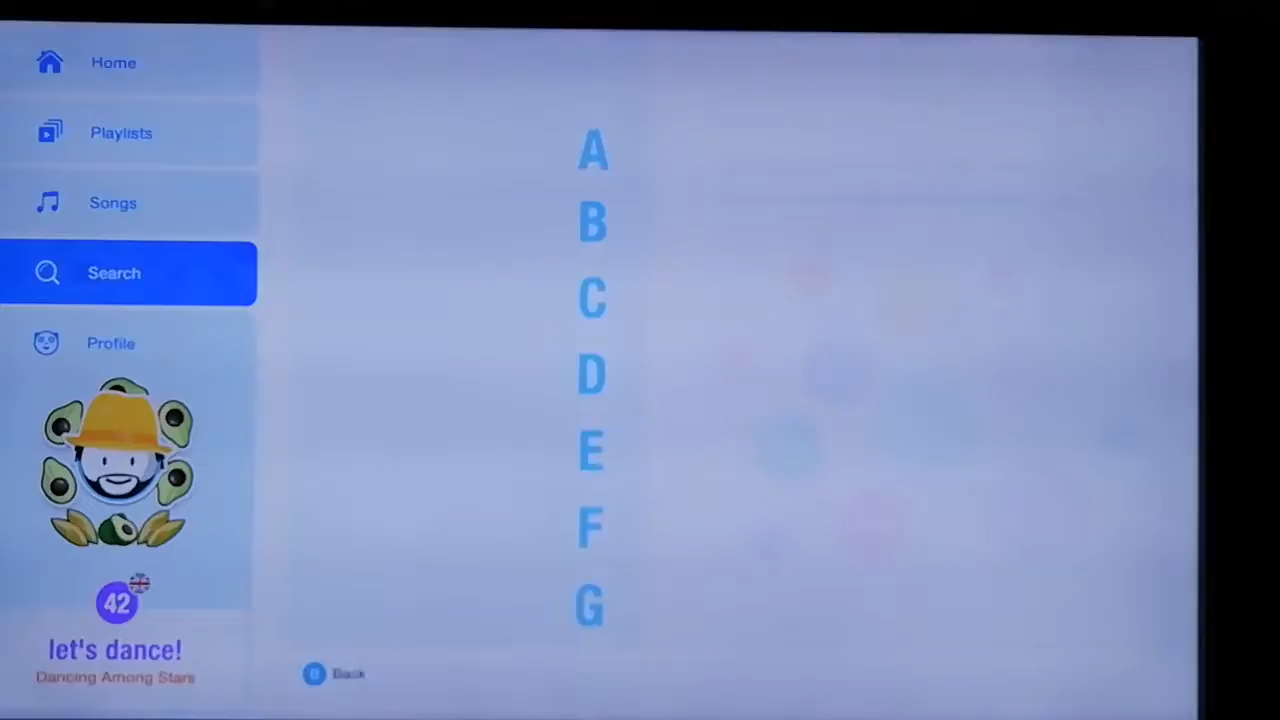 Home
Playlists
Songs
Search
Profile
42
let's dance!
Dancing Among Stars
A
B
C
D
E
F
G
Back